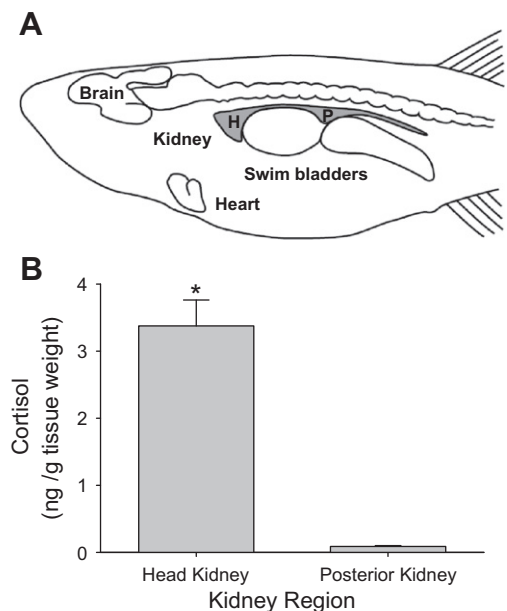 A
Brain
H
P
Kidney
Swim bladders
Heart
B
4
3
2
1
0
Cortisol
(ng /g tissue weight)
*
Head Kidney Posterior Kidney
Kidney Region